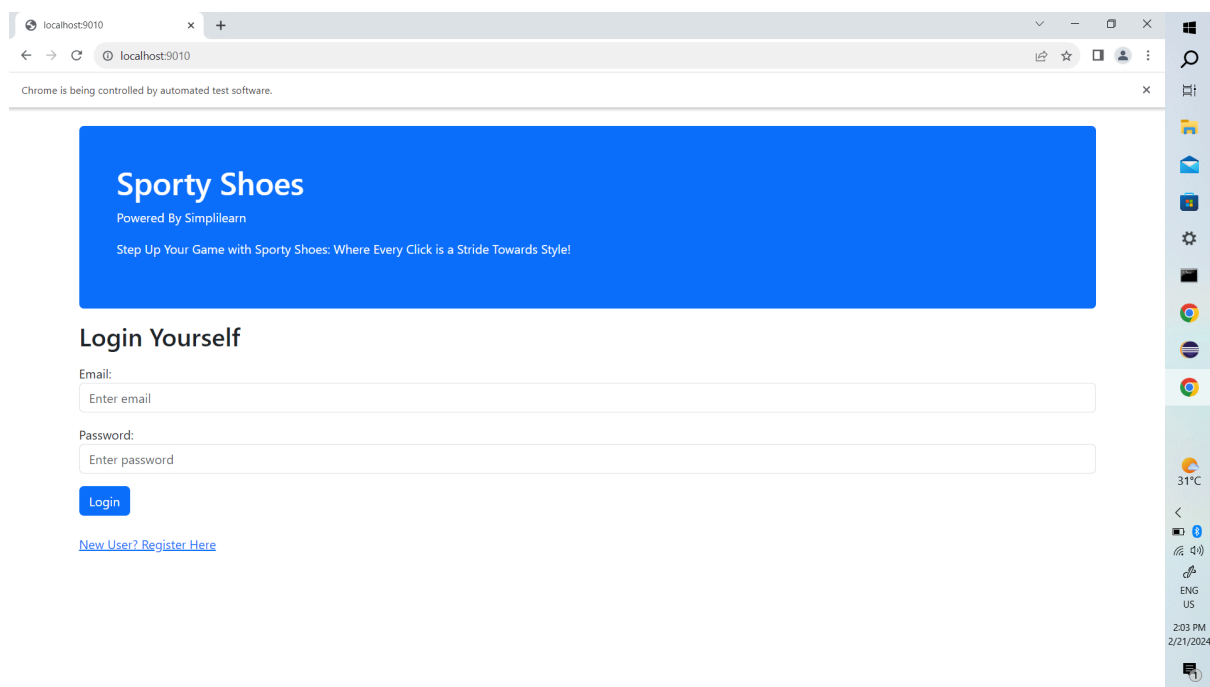 localhost:9010
localhost:9010
Chrome is being controlled by automated test software.
Sporty Shoes
Powered By Simplilearn
Step Up Your Game with Sporty Shoes: Where Every Click is a Stride Towards Style!
Login Yourself
Email:
Enter email
Password:
Enter password
Login
New User? Register Here
31°C
ENG
US
2:03 PM
2/21/2024
1